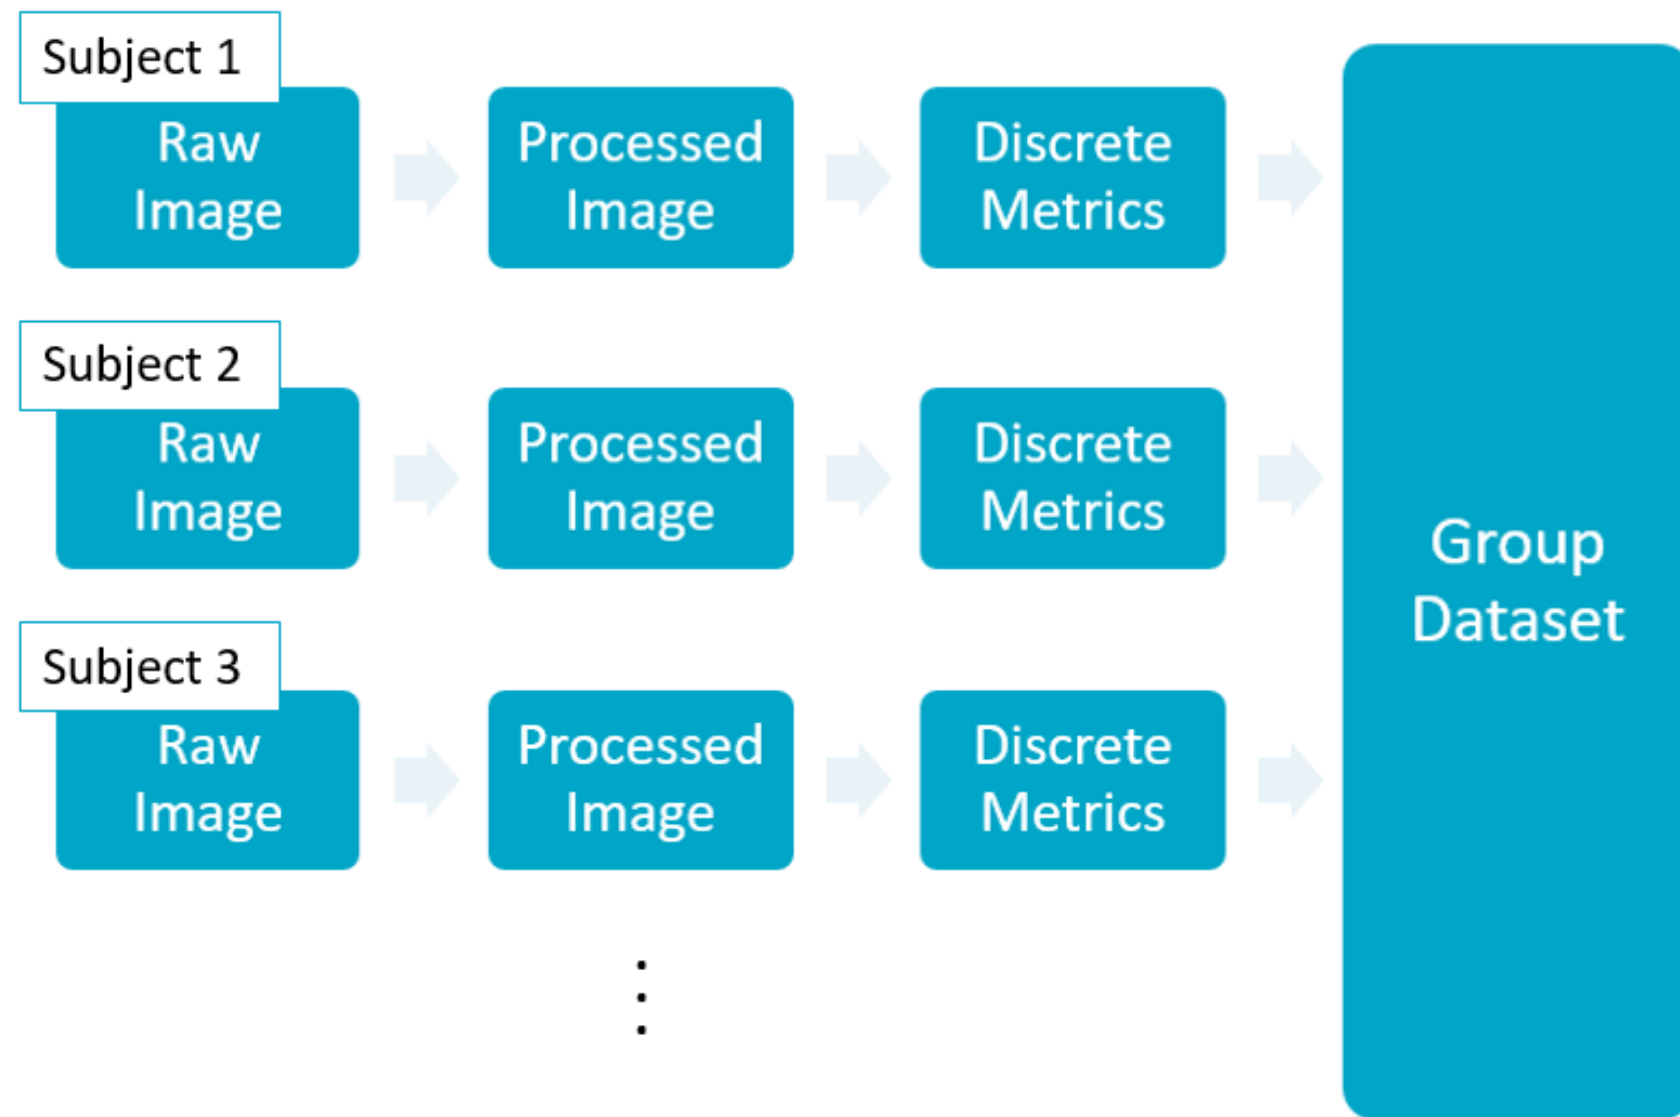 Subject 1
Raw
Image
Processed
Image
Discrete
Metrics
Subject 2
Raw
Image
Processed
Image
Discrete
Metrics
Subject 3
Raw
Image
Processed
Image
Discrete
Metrics
Group
Dataset